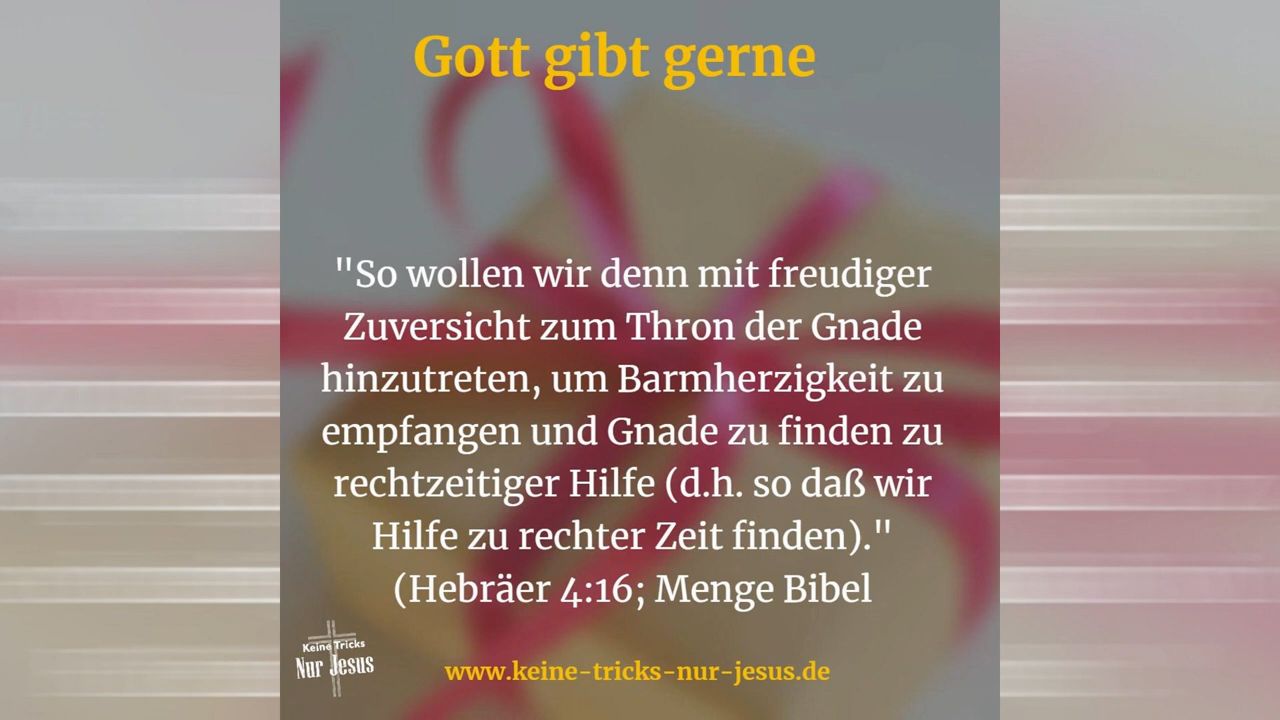 Gott gibt gerne
"So wollen wir denn mit freudiger
Zuversicht zum Thron der Gnade
hinzutreten, um Barmherzigkeit zu
empfangen und Gnade zu finden zu
rechtzeitiger Hilfe (d.h. so daß wir
Hilfe zu rechter Zeit finden)."
(Hebräer 4:16; Menge Bibel
Keine Tricks
Nur Jesus
www.keine-tricks-nur-jesus.de